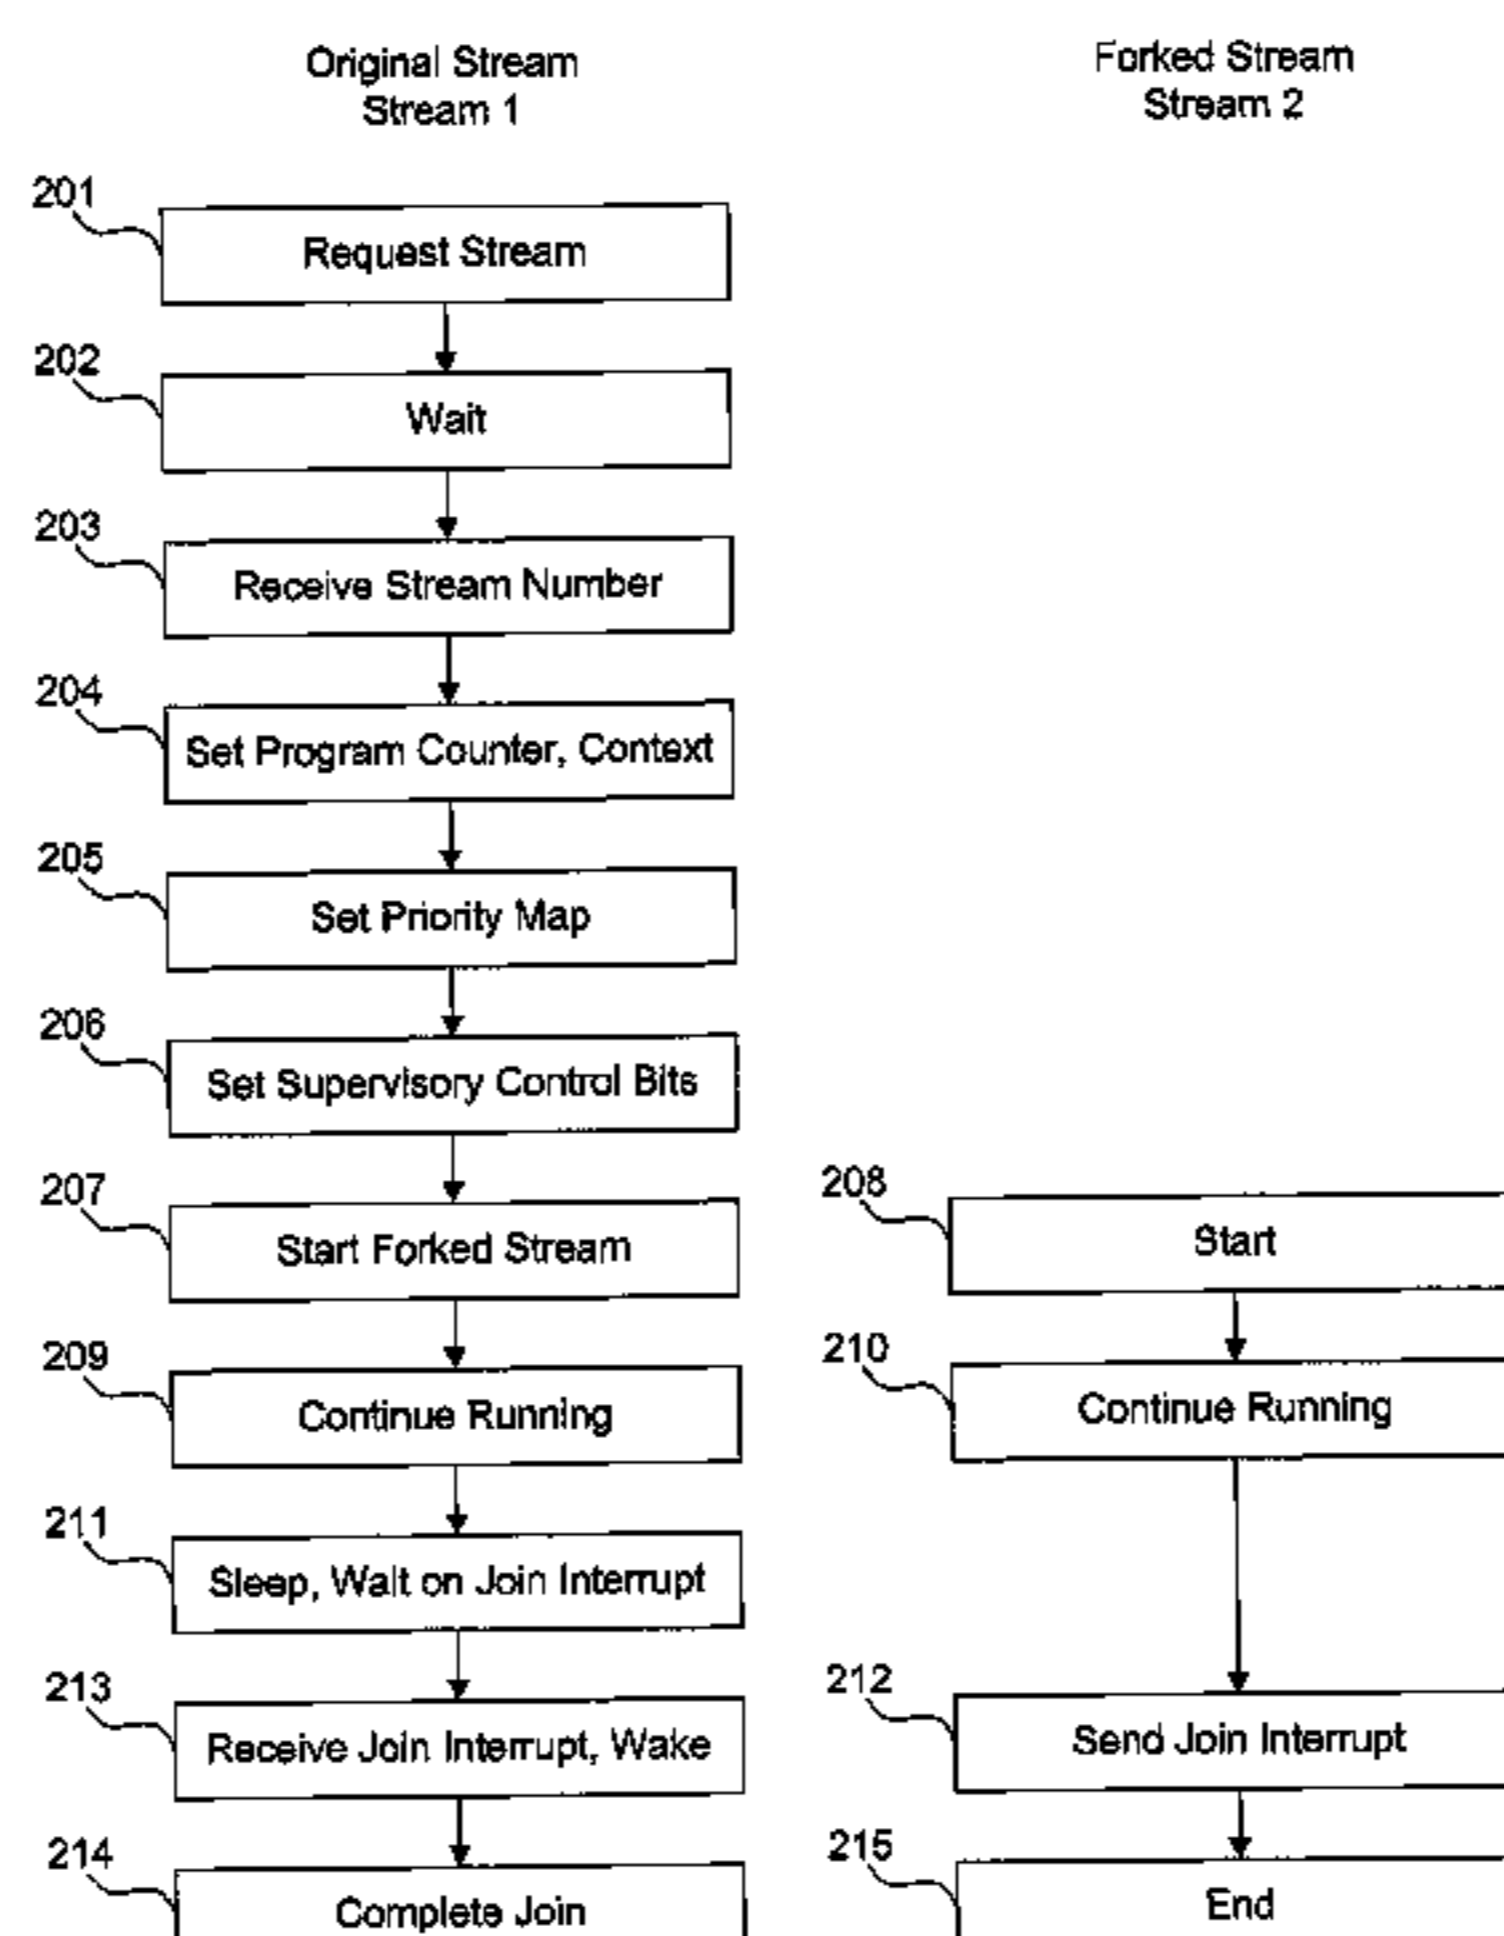 Original Stream
Stream 1
201
Request Stream
202
Wait
203
Receive Stream Number
204
Set Program Counter, Context
205
Set Priority Map
206
Set Supervisory Control Bits
207
Start Forked Stream
209
Continue Running
211
Sleep, Wait on Join Interrupt
213
Receive Join Interrupt, Wake
214
Complete Join
Forked Stream
Stream 2
208
Start
210
Continue Running
212
Send Join Interrupt
215
End